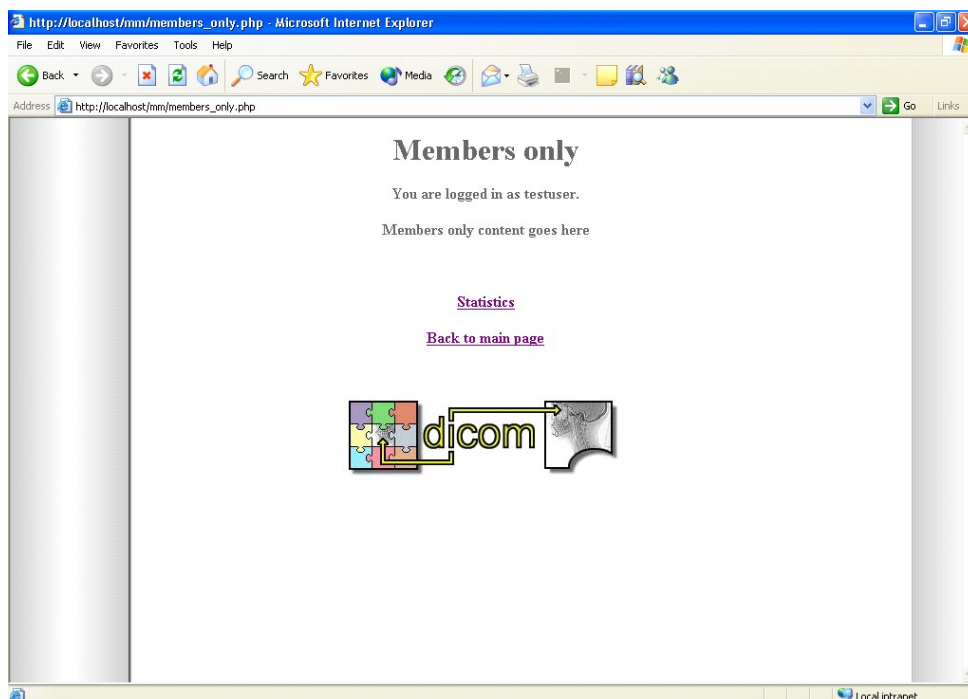 http://localhost/mm/members_only.php - Microsoft Internet Explorer
File Edit View Favorites Tools Help
Back Search Favorites Media
Address http://localhost/mm/members_only.php Go Links
Members only
You are logged in as testuser.
Members only content goes here
Statistics
Back to main page
dicom
Local intranet